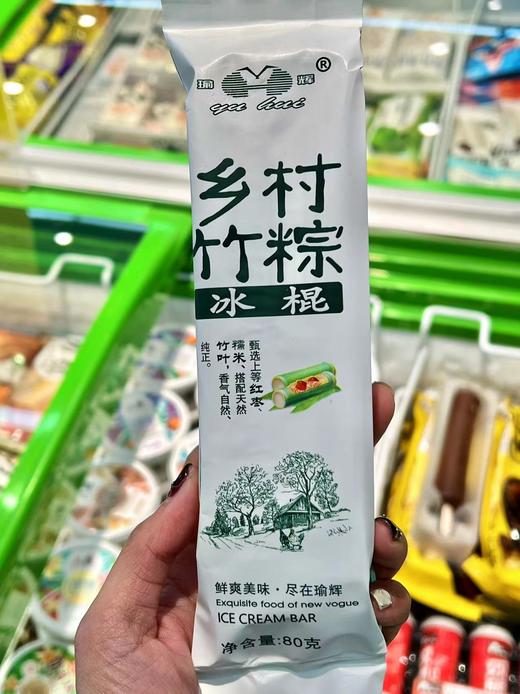 瑜 辉 ®
yu hui
乡村
竹粽
冰棍
甄选上等红枣、
糯米、搭配天然
竹叶，香气自然、
纯正。
鲜爽美味·尽在瑜辉
Exquisite food of new vogue
ICE CREAM BAR
净含量:80克